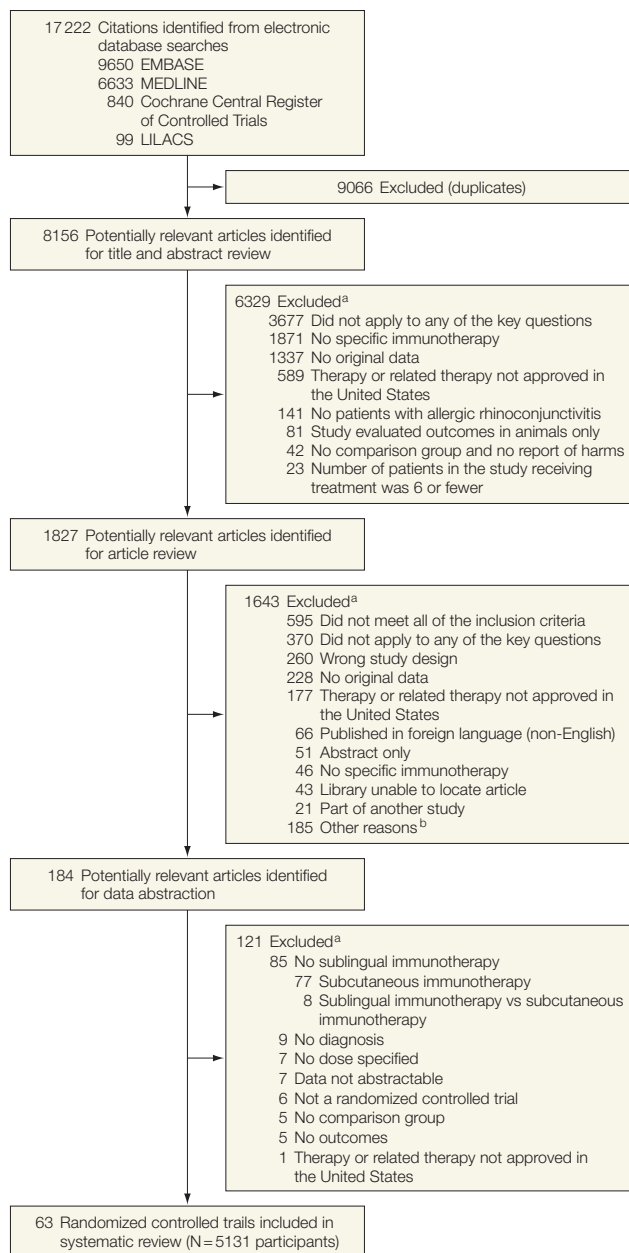 17 222 Citations identified from electronic
database searches
9650 EMBASE
6633 MEDLINE
840 Cochrane Central Register
of Controlled Trials
99 LILACS
9066 Excluded (duplicates)
8156 Potentially relevant articles identified
for title and abstract review
6329 Excludedᵃ
3677 Did not apply to any of the key questions
1871 No specific immunotherapy
1337 No original data
589 Therapy or related therapy not approved in
the United States
141 No patients with allergic rhinoconjunctivitis
81 Study evaluated outcomes in animals only
42 No comparison group and no report of harms
23 Number of patients in the study receiving
treatment was 6 or fewer
1827 Potentially relevant articles identified
for article review
1643 Excludedᵃ
595 Did not meet all of the inclusion criteria
370 Did not apply to any of the key questions
260 Wrong study design
228 No original data
177 Therapy or related therapy not approved in
the United States
66 Published in foreign language (non-English)
51 Abstract only
46 No specific immunotherapy
43 Library unable to locate article
21 Part of another study
185 Other reasonsᵇ
184 Potentially relevant articles identified
for data abstraction
121 Excludedᵃ
85 No sublingual immunotherapy
77 Subcutaneous immunotherapy
8 Sublingual immunotherapy vs subcutaneous
immunotherapy
9 No diagnosis
7 No dose specified
7 Data not abstractable
6 Not a randomized controlled trial
5 No comparison group
5 No outcomes
1 Therapy or related therapy not approved in
the United States
63 Randomized controlled trails included in
systematic review (N = 5131 participants)